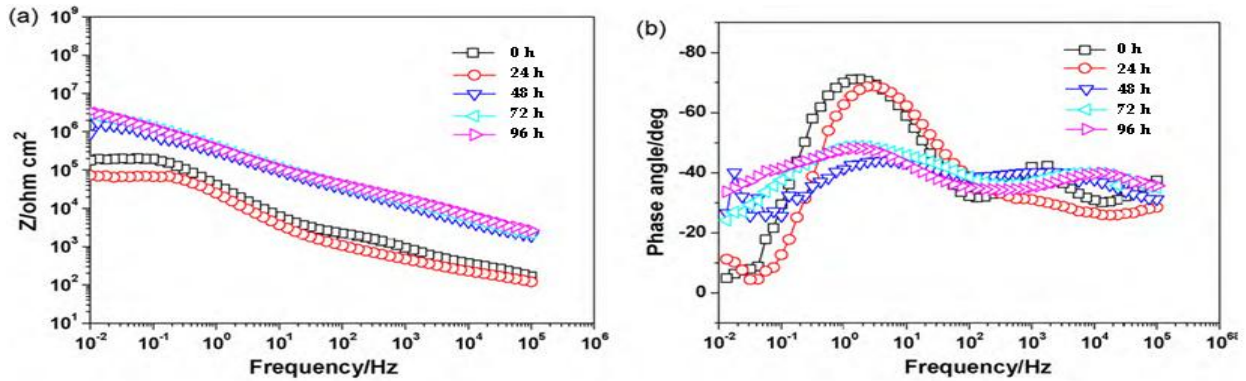 (a)
10⁹
10⁸
10⁷
10⁶
10⁵
10⁴
10³
10²
10¹
Z/ohm cm²
0 h
24 h
48 h
72 h
96 h
10⁻² 10⁻¹ 10⁰ 10¹ 10² 10³ 10⁴ 10⁵ 10⁶
Frequency/Hz
(b)
-80
-60
-40
-20
0
Phase angle/deg
0 h
24 h
48 h
72 h
96 h
10⁻² 10⁻¹ 10⁰ 10¹ 10² 10³ 10⁴ 10⁵
Frequency/Hz